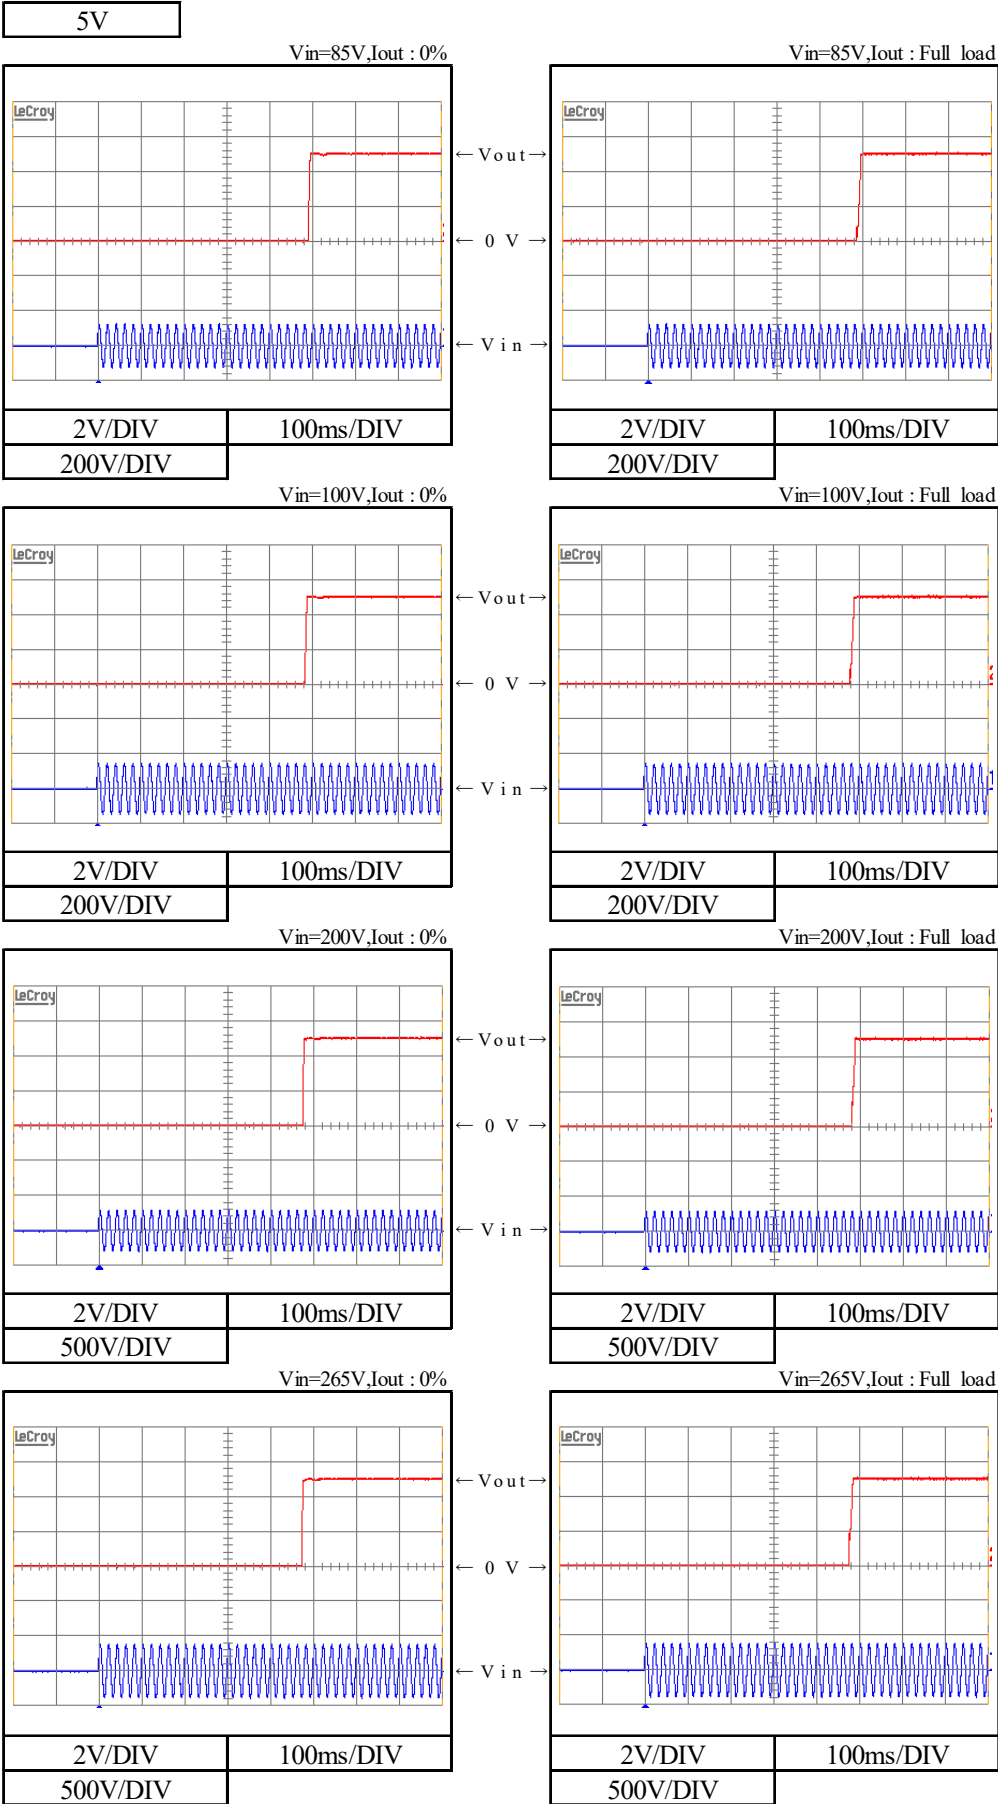 5V
Vin=85V,Iout : 0%
Vin=85V,Iout : Full load
LeCroy
LeCroy
← Vout →
← 0 V →
← Vin →
2V/DIV 100ms/DIV
2V/DIV 100ms/DIV
200V/DIV
200V/DIV
Vin=100V,Iout : 0%
Vin=100V,Iout : Full load
LeCroy
LeCroy
← Vout →
← 0 V →
← Vin →
2V/DIV 100ms/DIV
2V/DIV 100ms/DIV
200V/DIV
200V/DIV
Vin=200V,Iout : 0%
Vin=200V,Iout : Full load
LeCroy
LeCroy
← Vout →
← 0 V →
← Vin →
2V/DIV 100ms/DIV
2V/DIV 100ms/DIV
500V/DIV
500V/DIV
Vin=265V,Iout : 0%
Vin=265V,Iout : Full load
LeCroy
LeCroy
← Vout →
← 0 V →
← Vin →
2V/DIV 100ms/DIV
2V/DIV 100ms/DIV
500V/DIV
500V/DIV